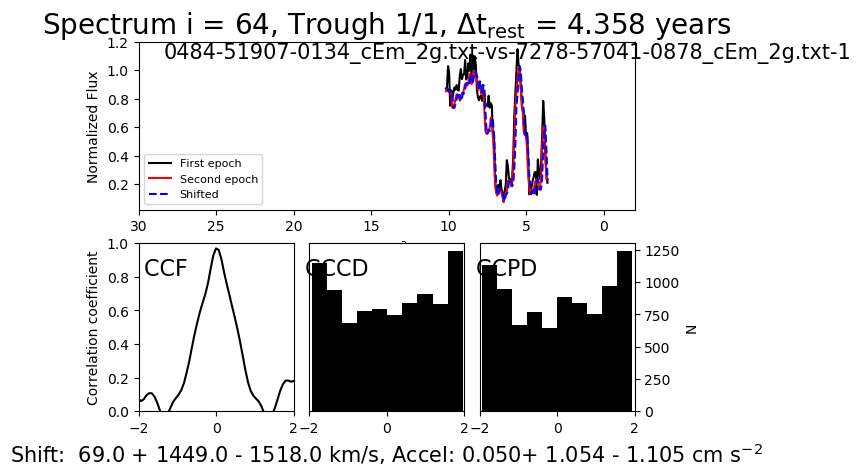 Spectrum i = 64, Trough 1/1, Δt_rest = 4.358 years
0484-51907-0134_cEm_2g.txt-vs-7278-57041-0878_cEm_2g.txt-1
Normalized Flux
1.2
1.0
0.8
0.6
0.4
0.2
First epoch
Second epoch
Shifted
30 25 20 15 10 5 0
Correlation coefficient
1.0
0.8
0.6
0.4
0.2
0.0
CCF
CCCD
CCPD
1250
1000
750
500
250
0
N
−2 0 2
−2 0 2
−2 0 2
Shift:  69.0 + 1449.0 - 1518.0 km/s, Accel: 0.050+ 1.054 - 1.105 cm s⁻²